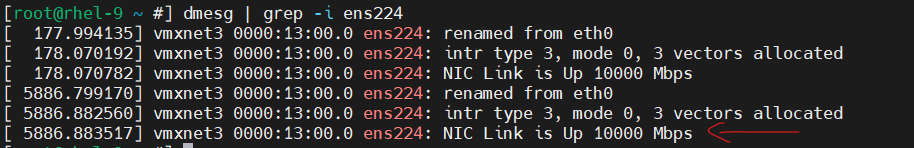 [root@rhel-9 ~ #] dmesg | grep -i ens224
[  177.994135] vmxnet3 0000:13:00.0 ens224: renamed from eth0
[  178.070192] vmxnet3 0000:13:00.0 ens224: intr type 3, mode 0, 3 vectors allocated
[  178.070782] vmxnet3 0000:13:00.0 ens224: NIC Link is Up 10000 Mbps
[ 5886.799170] vmxnet3 0000:13:00.0 ens224: renamed from eth0
[ 5886.882560] vmxnet3 0000:13:00.0 ens224: intr type 3, mode 0, 3 vectors allocated
[ 5886.883517] vmxnet3 0000:13:00.0 ens224: NIC Link is Up 10000 Mbps